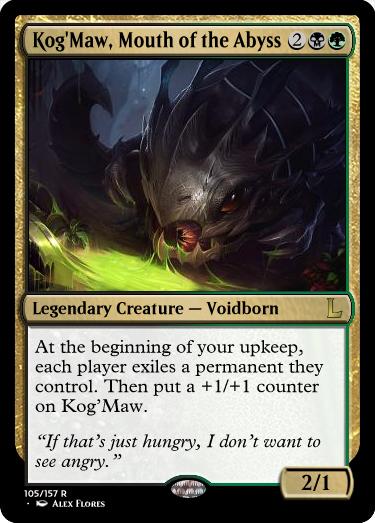 Kog'Maw, Mouth of the Abyss 2
Legendary Creature — Voidborn L
At the beginning of your upkeep,
each player exiles a permanent they
control. Then put a +1/+1 counter
on Kog'Maw.
“If that's just hungry, I don't want to
see angry.”
2/1
105/157 R
· Alex Flores